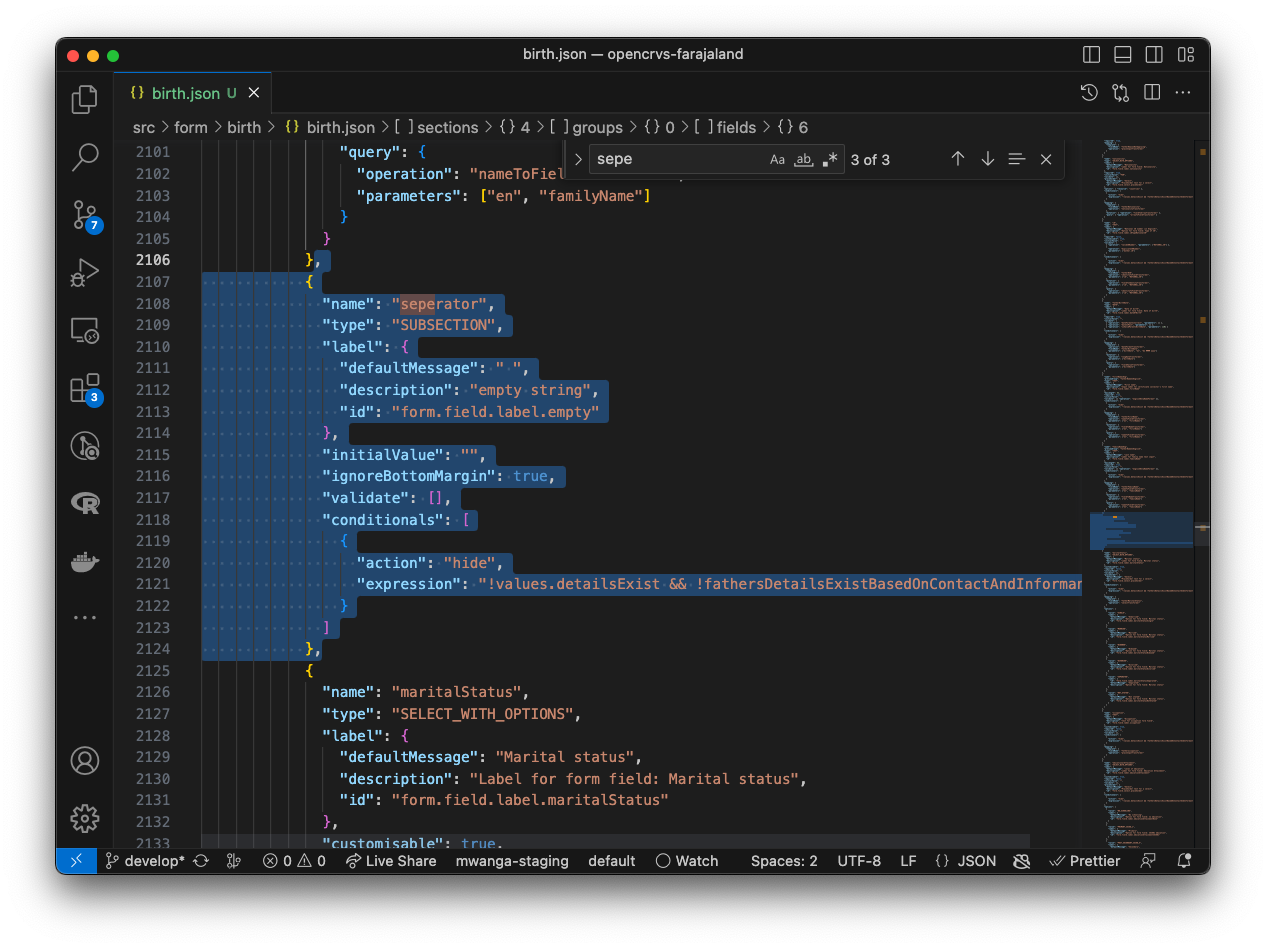 birth.json — opencrvs-farajaland
{} birth.json U
src > form > birth > {} birth.json > [ ] sections > {} 4 > [ ] groups > {} 0 > [ ] fields > {} 6
sepe Aa ab .* 3 of 3
2101 "query": {
2102 "operation": "nameToFiel
2103 "parameters": ["en", "familyName"]
2104 }
2105 }
2106 },
2107 {
2108 "name": "seperator",
2109 "type": "SUBSECTION",
2110 "label": {
2111 "defaultMessage": " ",
2112 "description": "empty string",
2113 "id": "form.field.label.empty"
2114 },
2115 "initialValue": "",
2116 "ignoreBottomMargin": true,
2117 "validate": [],
2118 "conditionals": [
2119 {
2120 "action": "hide",
2121 "expression": "!values.detailsExist && !fathersDetailsExistBasedOnContactAndInforman
2122 }
2123 ]
2124 },
2125 {
2126 "name": "maritalStatus",
2127 "type": "SELECT_WITH_OPTIONS",
2128 "label": {
2129 "defaultMessage": "Marital status",
2130 "description": "Label for form field: Marital status",
2131 "id": "form.field.label.maritalStatus"
2132 },
2133 "customisable": true,
7
3
R
develop* 0 0 Live Share mwanga-staging default Watch Spaces: 2 UTF-8 LF {} JSON Prettier